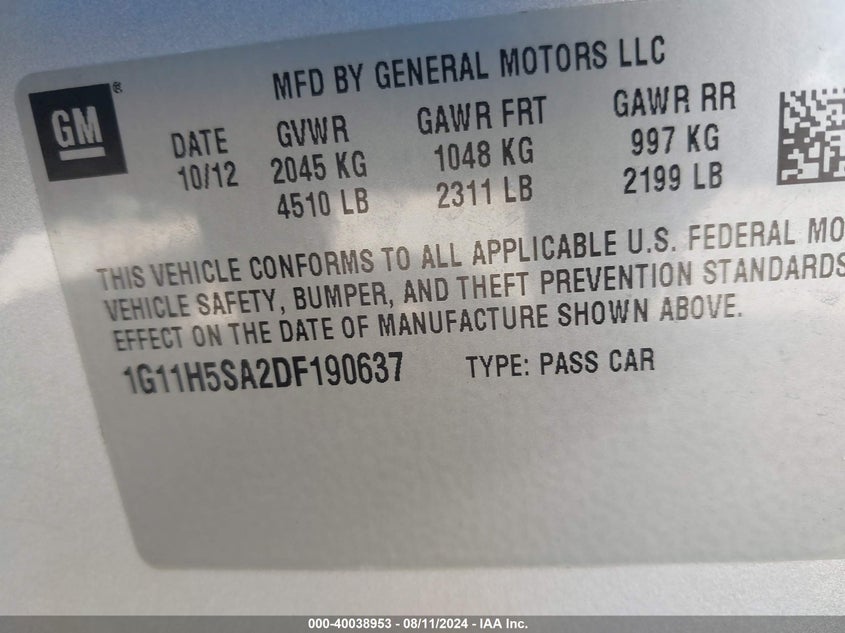 MFD BY GENERAL MOTORS LLC
GM ®
DATE GVWR GAWR FRT GAWR RR
10/12 2045 KG 1048 KG 997 KG
4510 LB 2311 LB 2199 LB
THIS VEHICLE CONFORMS TO ALL APPLICABLE U.S. FEDERAL MO
VEHICLE SAFETY, BUMPER, AND THEFT PREVENTION STANDARDS
EFFECT ON THE DATE OF MANUFACTURE SHOWN ABOVE.
1G11H5SA2DF190637 TYPE: PASS CAR
000-40038953 - 08/11/2024 - IAA Inc.